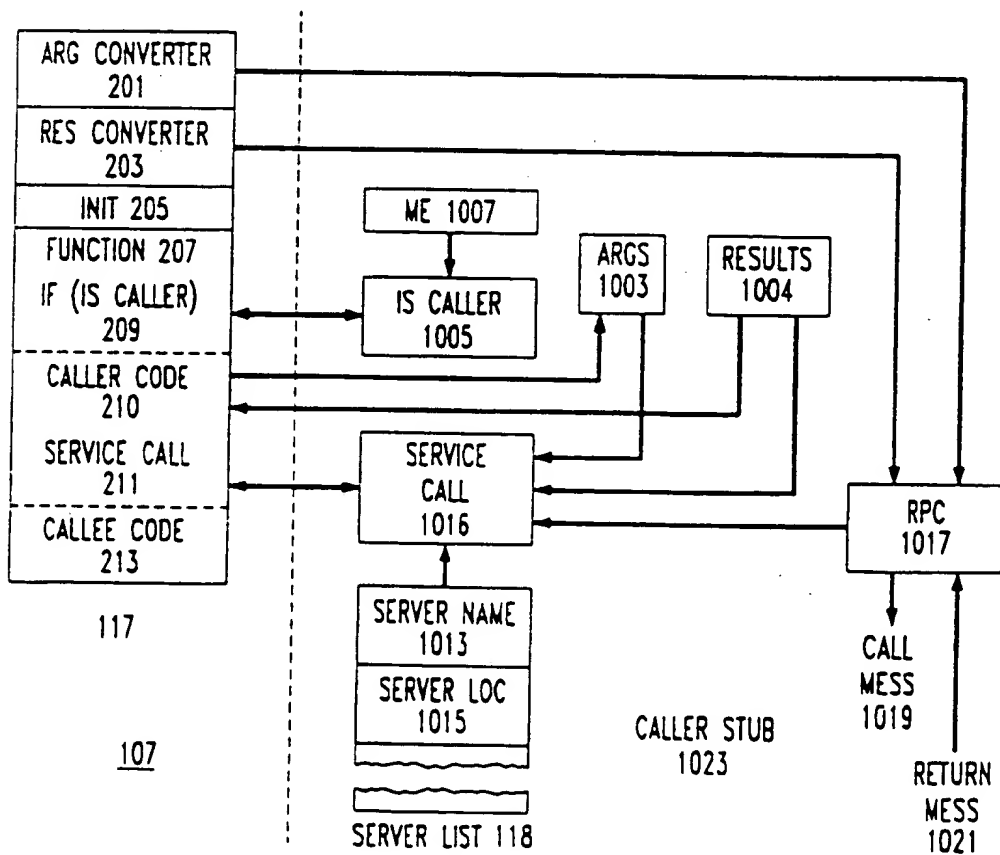 ARG CONVERTER
201
RES CONVERTER
203
INIT 205
FUNCTION 207
IF (IS CALLER)
209
CALLER CODE
210
SERVICE CALL
211
CALLEE CODE
213
117
107
ME 1007
IS CALLER
1005
ARGS
1003
RESULTS
1004
SERVICE
CALL
1016
SERVER NAME
1013
SERVER LOC
1015
SERVER LIST 118
RPC
1017
CALL
MESS
1019
CALLER STUB
1023
RETURN
MESS
1021